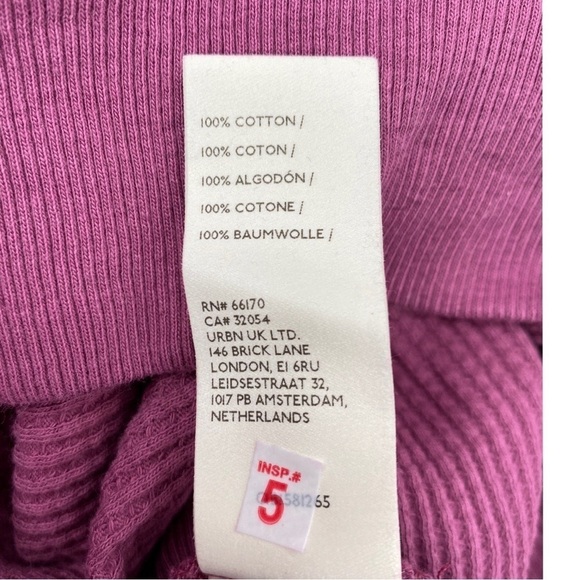 100% COTTON /
100% COTON /
100% ALGODÓN /
100% COTONE /
100% BAUMWOLLE /
RN# 66170
CA# 32054
URBN UK LTD.
146 BRICK LANE
LONDON, E1 6RU
LEIDSESTRAAT 32,
1017 PB AMSTERDAM,
NETHERLANDS
INSP.#
5